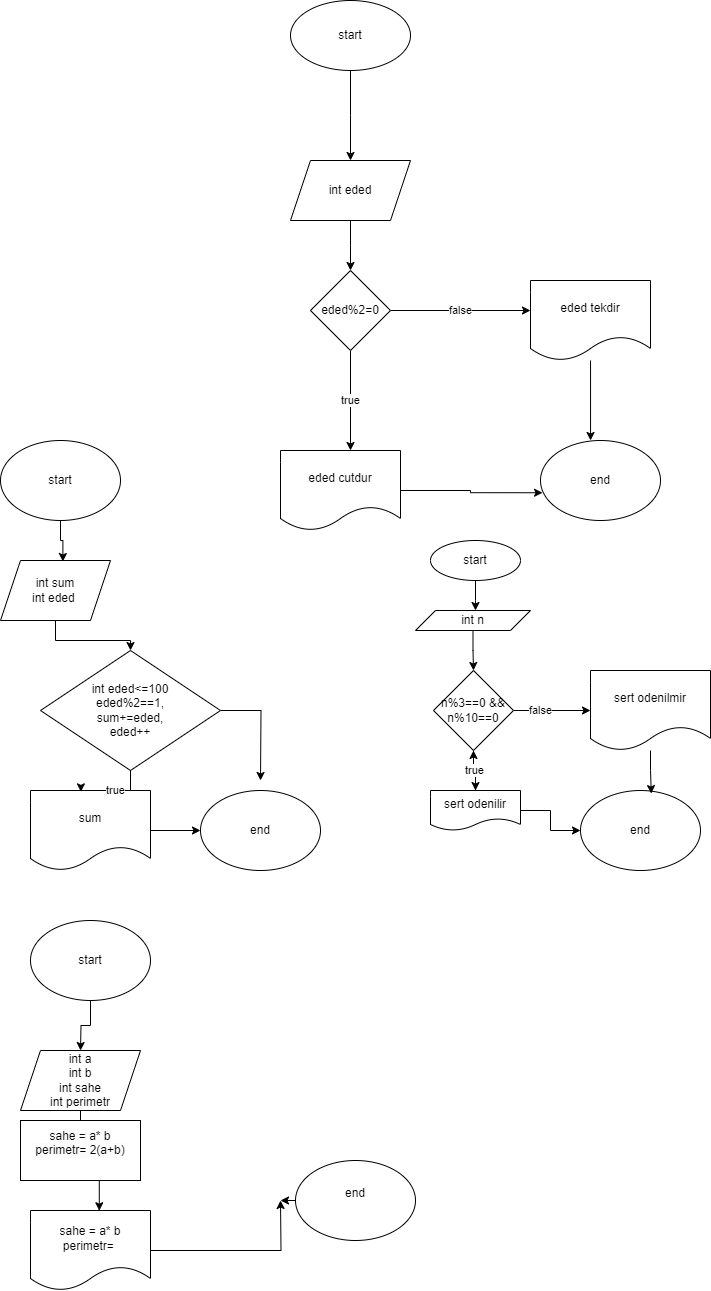 start
int eded
eded%2=0
false
eded tekdir
true
eded cutdur
end
start
int sum
int eded
int eded<=100
eded%2==1,
sum+=eded,
eded++
true
sum
end
start
int n
n%3==0 &&
n%10==0
false
sert odenilmir
true
sert odenilir
end
start
int a
int b
int sahe
int perimetr
sahe = a* b
perimetr= 2(a+b)
sahe = a* b
perimetr=
end